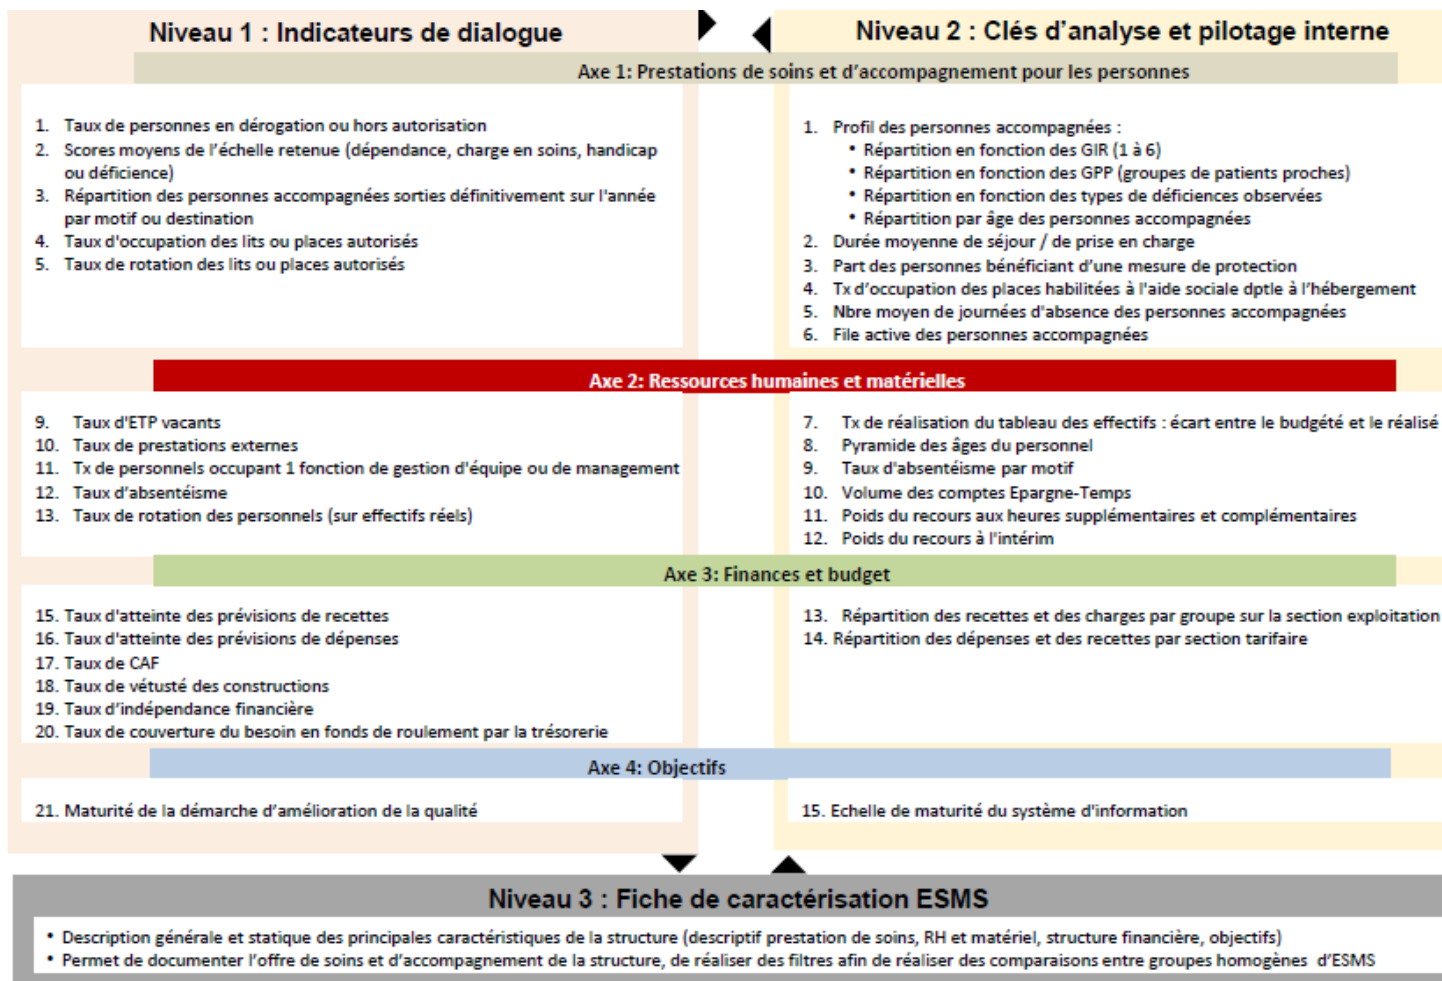 Niveau 1 : Indicateurs de dialogue
Niveau 2 : Clés d'analyse et pilotage interne
Axe 1: Prestations de soins et d'accompagnement pour les personnes
1. Taux de personnes en dérogation ou hors autorisation
2. Scores moyens de l'échelle retenue (dépendance, charge en soins, handicap
ou déficience)
3. Répartition des personnes accompagnées sorties définitivement sur l'année
par motif ou destination
4. Taux d'occupation des lits ou places autorisés
5. Taux de rotation des lits ou places autorisés
1. Profil des personnes accompagnées :
• Répartition en fonction des GIR (1 à 6)
• Répartition en fonction des GPP (groupes de patients proches)
• Répartition en fonction des types de déficiences observées
• Répartition par âge des personnes accompagnées
2. Durée moyenne de séjour / de prise en charge
3. Part des personnes bénéficiant d'une mesure de protection
4. Tx d'occupation des places habilitées à l'aide sociale dptle à l'hébergement
5. Nbre moyen de journées d'absence des personnes accompagnées
6. File active des personnes accompagnées
Axe 2: Ressources humaines et matérielles
9. Taux d'ETP vacants
10. Taux de prestations externes
11. Tx de personnels occupant 1 fonction de gestion d'équipe ou de management
12. Taux d'absentéisme
13. Taux de rotation des personnels (sur effectifs réels)
7. Tx de réalisation du tableau des effectifs : écart entre le budgété et le réalisé
8. Pyramide des âges du personnel
9. Taux d'absentéisme par motif
10. Volume des comptes Epargne-Temps
11. Poids du recours aux heures supplémentaires et complémentaires
12. Poids du recours à l'intérim
Axe 3: Finances et budget
15. Taux d'atteinte des prévisions de recettes
16. Taux d'atteinte des prévisions de dépenses
17. Taux de CAF
18. Taux de vétusté des constructions
19. Taux d'indépendance financière
20. Taux de couverture du besoin en fonds de roulement par la trésorerie
13. Répartition des recettes et des charges par groupe sur la section exploitation
14. Répartition des dépenses et des recettes par section tarifaire
Axe 4: Objectifs
21. Maturité de la démarche d'amélioration de la qualité
15. Echelle de maturité du système d'information
Niveau 3 : Fiche de caractérisation ESMS
• Description générale et statique des principales caractéristiques de la structure (descriptif prestation de soins, RH et matériel, structure financière, objectifs)
• Permet de documenter l'offre de soins et d'accompagnement de la structure, de réaliser des filtres afin de réaliser des comparaisons entre groupes homogènes d'ESMS